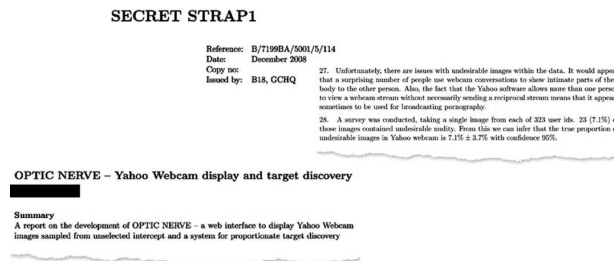 SECRET STRAP1
Reference: B/7199BA/5001/5/114
Date: December 2008
Copy no:
Issued by: B18, GCHQ
27. Unfortunately, there are issues with undesirable images within the data. It would appe
that a surprising number of people use webcam conversations to show intimate parts of the
body to the other person. Also, the fact that the Yahoo software allows more than one perso
to view a webcam stream without necessarily sending a reciprocal stream means that it appea
sometimes to be used for broadcasting pornography.
28. A survey was conducted, taking a single image from each of 323 user ids. 23 (7.1%) o
those images contained undesirable nudity. From this we can infer that the true proportion o
undesirable images in Yahoo webcam is 7.1% ± 3.7% with confidence 95%.
OPTIC NERVE – Yahoo Webcam display and target discovery
Summary
A report on the development of OPTIC NERVE – a web interface to display Yahoo Webcam
images sampled from unselected intercept and a system for proportionate target discovery